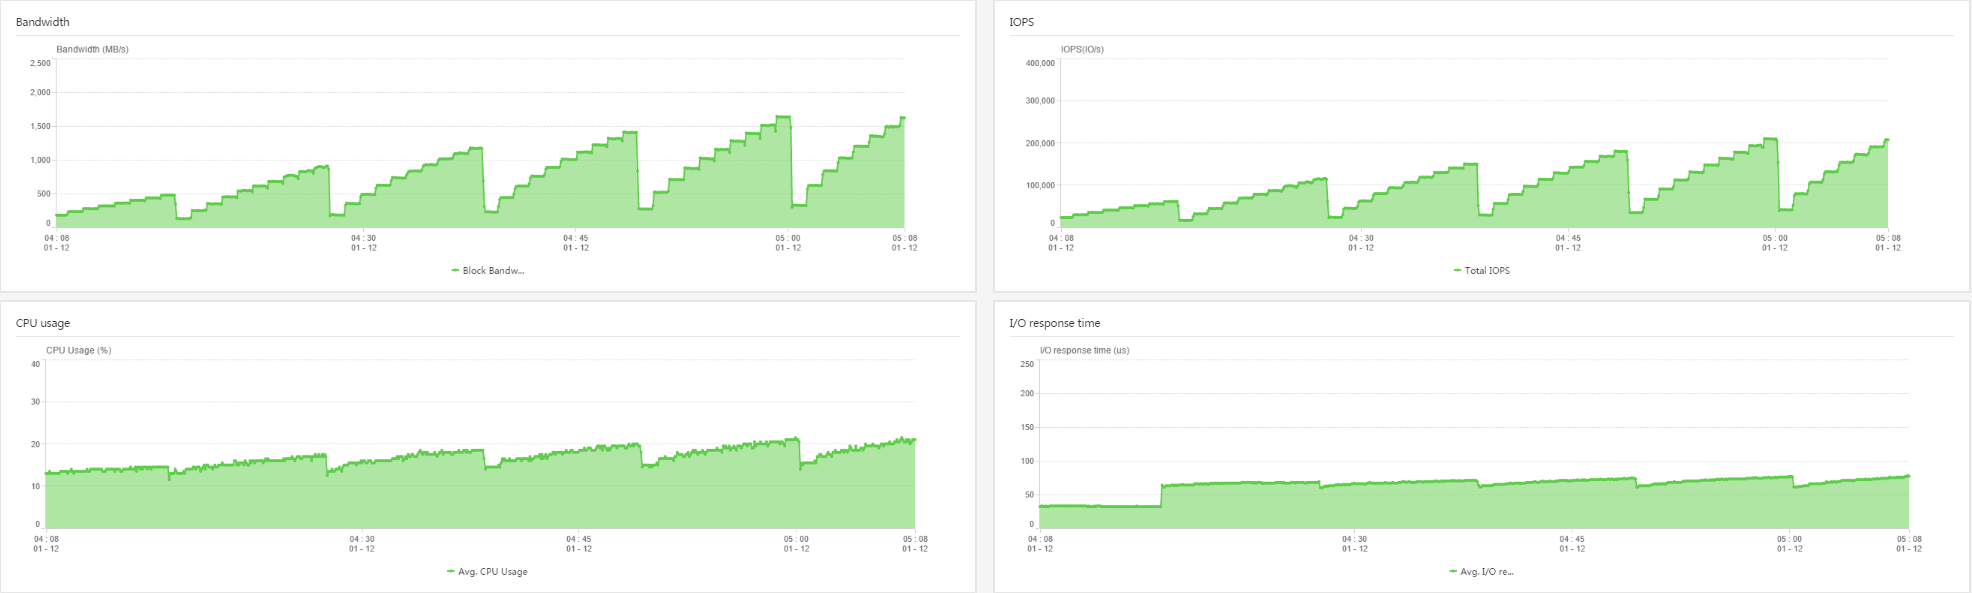 Bandwidth
Bandwidth (MB/s)
2,500
2,000
1,500
1,000
500
0
04 : 08
01 - 12
04 : 30
01 - 12
04 : 45
01 - 12
05 : 00
01 - 12
05 : 08
01 - 12
Block Bandw...
IOPS
IOPS(IO/s)
400,000
300,000
200,000
100,000
0
04 : 08
01 - 12
04 : 30
01 - 12
04 : 45
01 - 12
05 : 00
01 - 12
05 : 08
01 - 12
Total IOPS
CPU usage
CPU Usage (%)
40
30
20
10
0
04 : 08
01 - 12
04 : 30
01 - 12
04 : 45
01 - 12
05 : 00
01 - 12
05 : 08
01 - 12
Avg. CPU Usage
I/O response time
I/O response time (us)
250
200
150
100
50
0
04 : 08
01 - 12
04 : 30
01 - 12
04 : 45
01 - 12
05 : 00
01 - 12
05 : 08
01 - 12
Avg. I/O re...